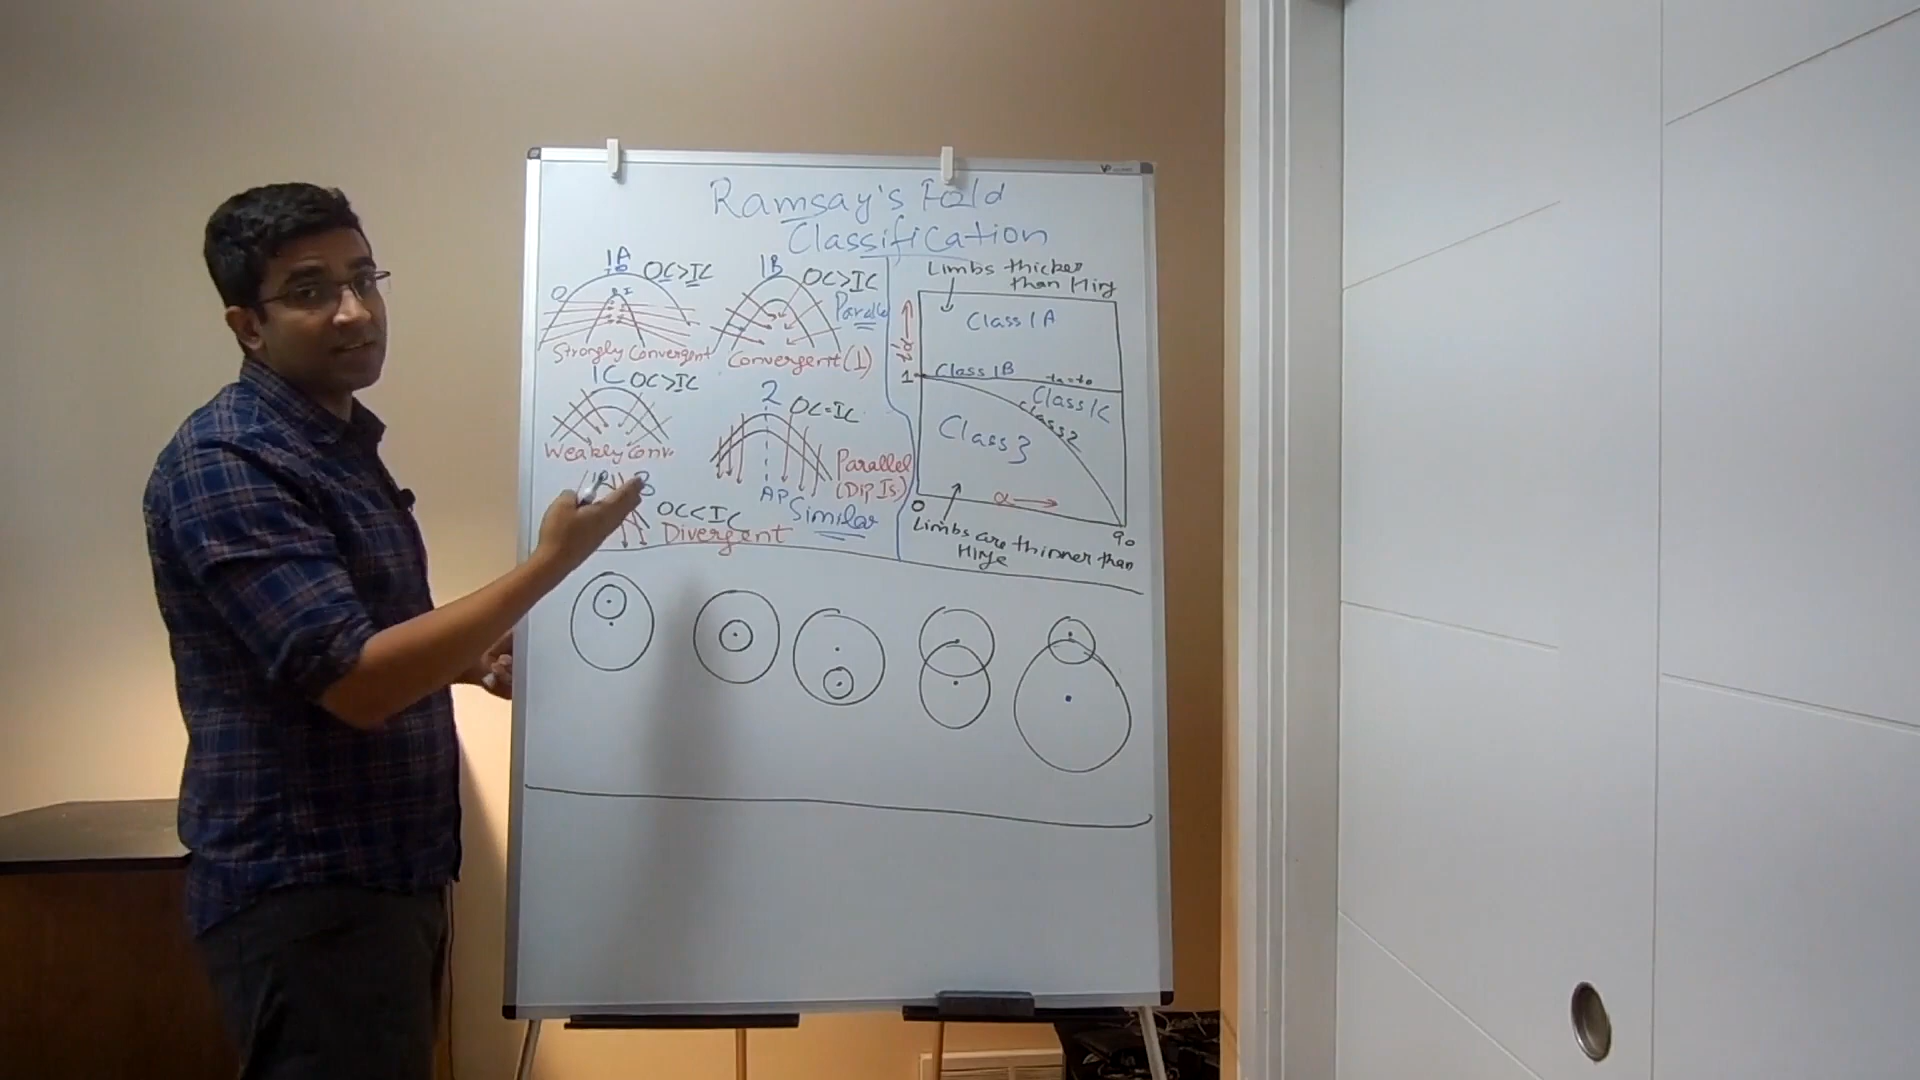 Ramsay's Fold
Classification
1A
OC>IC
O
I
Strongly Convergent
1B
OC>IC
Parallel
Convergent (1)
1C OC>IC
Weakly Conv.
2
OC=IC
Parallel
(Dip Is.)
AP
Similar
3
OC<IC
Divergent
Limbs thicker
than Hing
Class 1A
1
Class 1B
Class 1C
Class 2
Class 3
α
0
90
Limbs are thinner than
Hinge